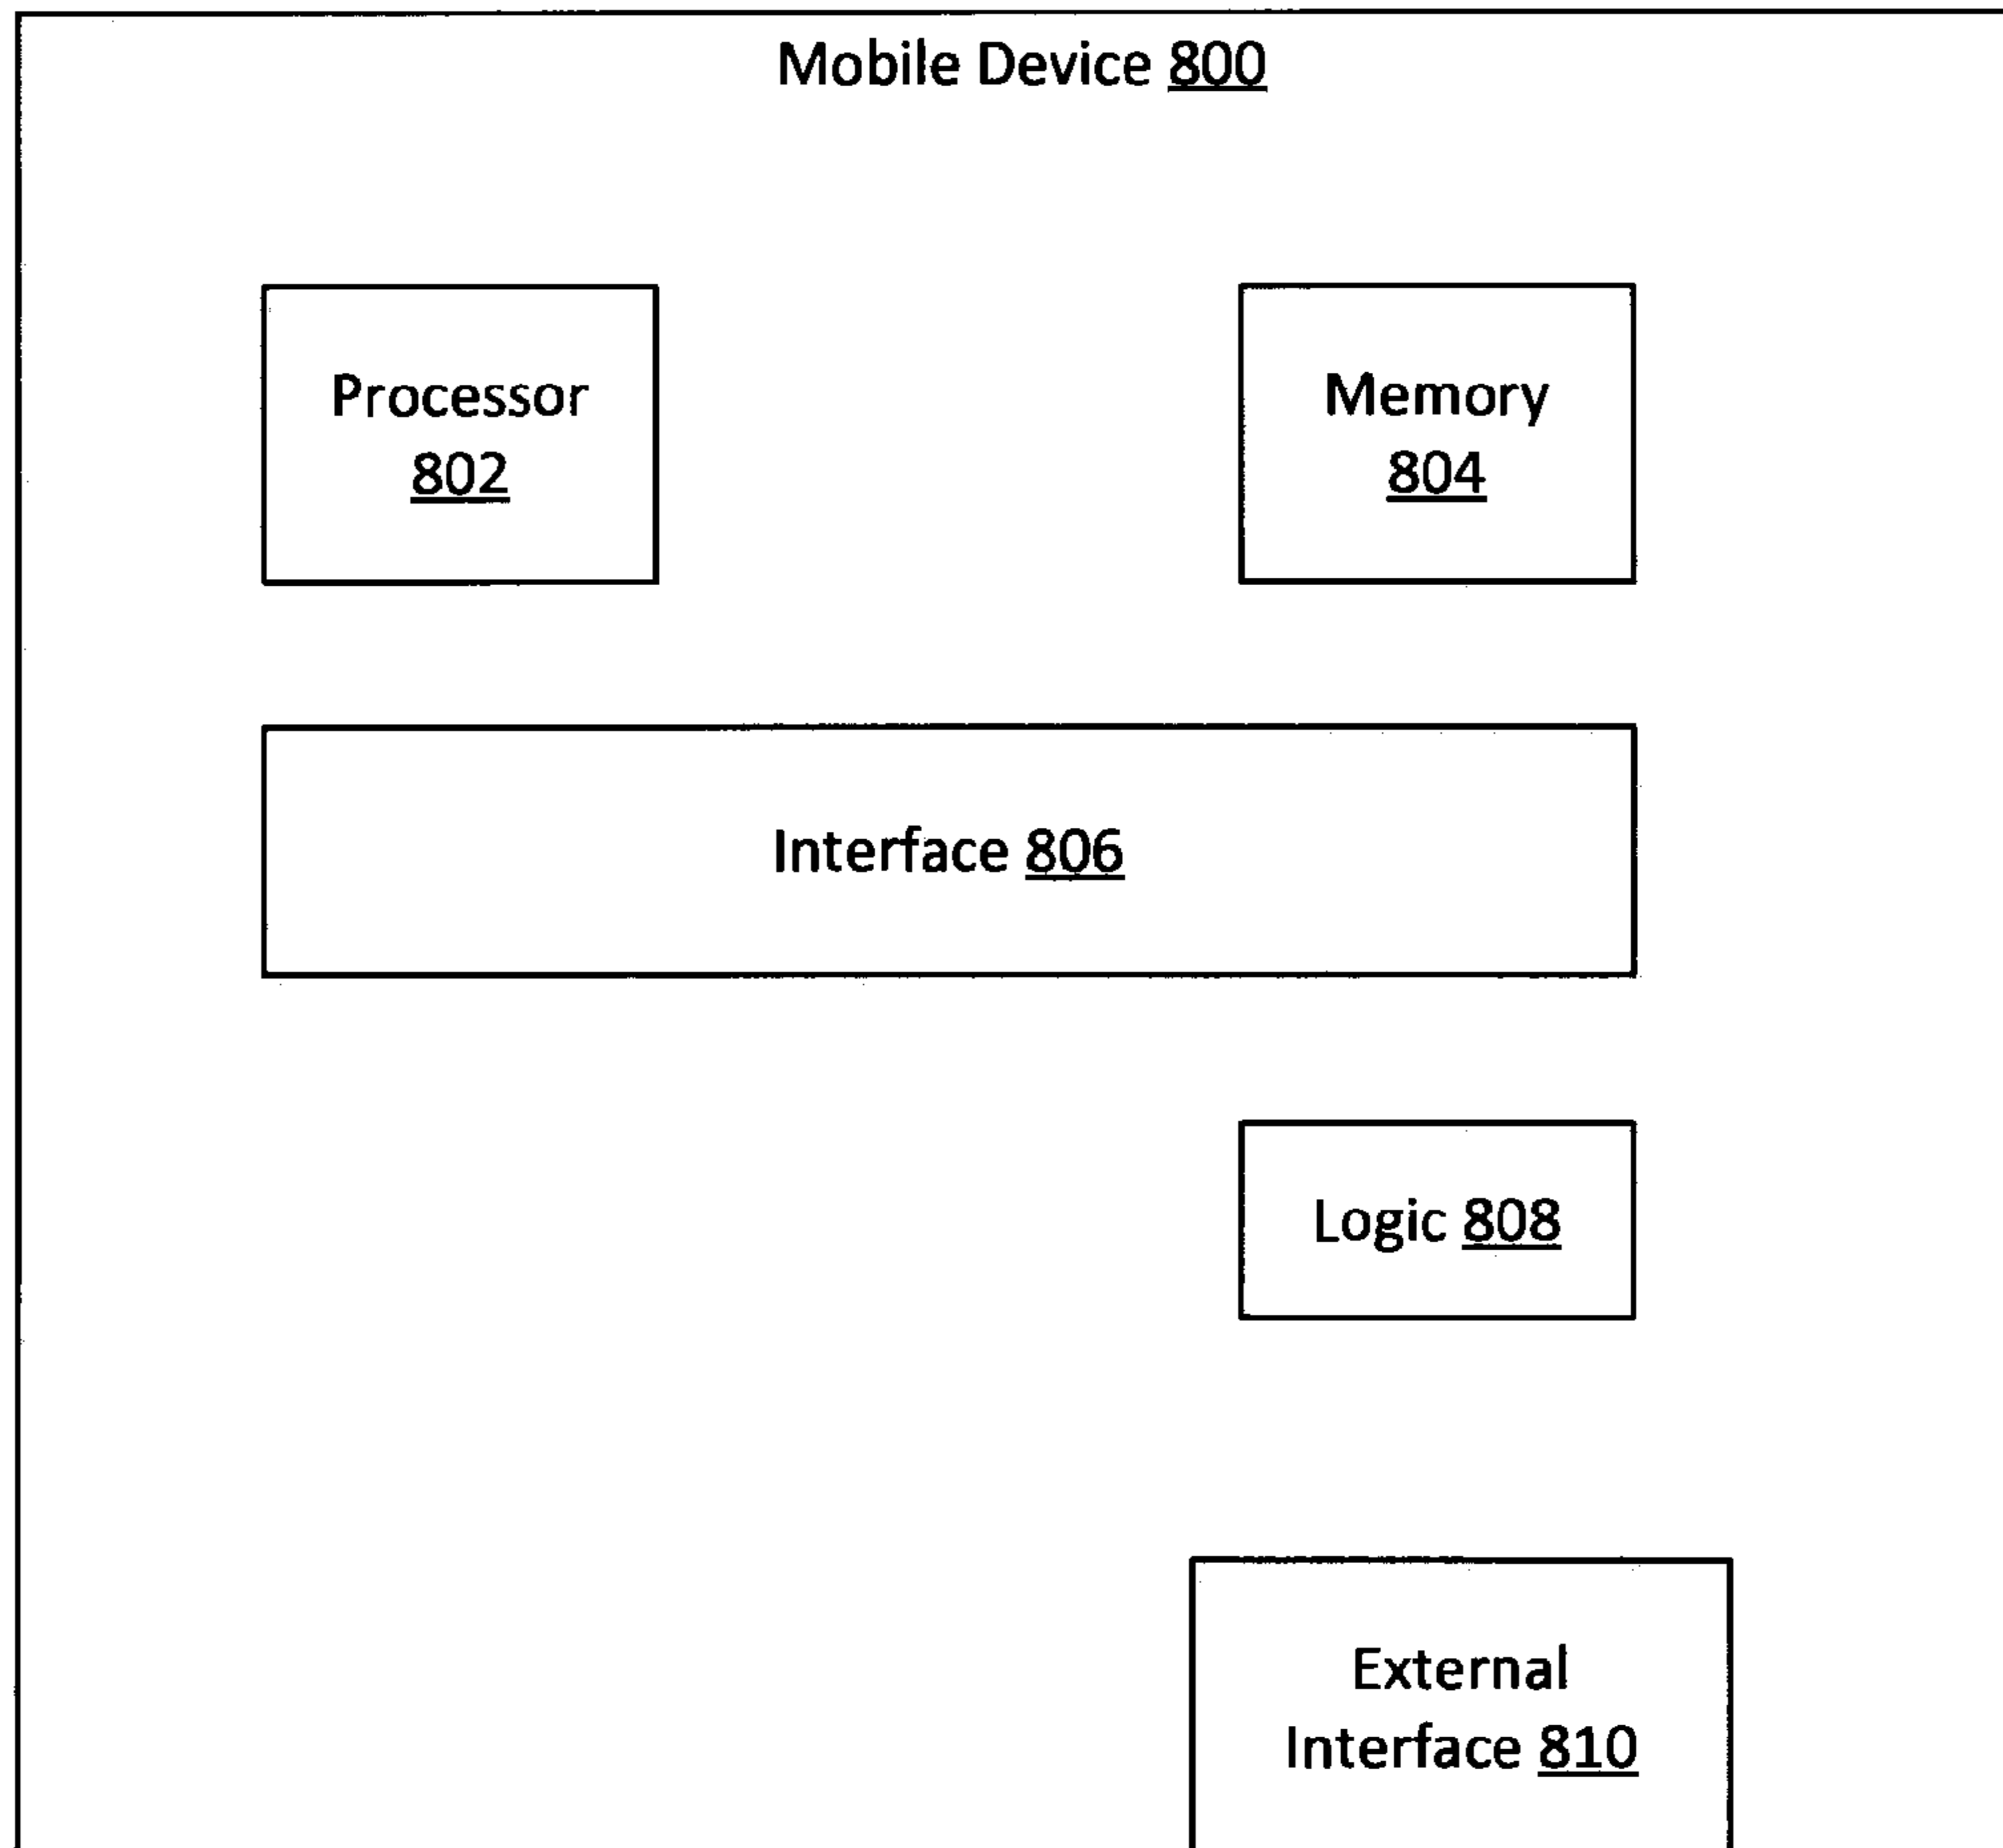 Mobile Device 800
Processor
802
Memory
804
Interface 806
Logic 808
External
Interface 810